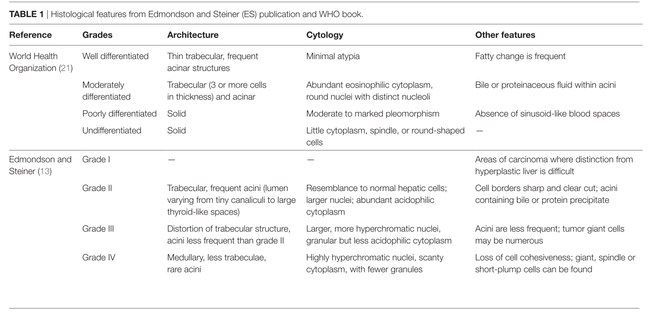 TABLE 1 | Histological features from Edmondson and Steiner (ES) publication and WHO book.
Reference Grades Architecture Cytology Other features
World Health Well differentiated Thin trabecular, frequent Minimal atypia Fatty change is frequent
Organization (21) acinar structures
Moderately Trabecular (3 or more cells Abundant eosinophilic cytoplasm, Bile or proteinaceous fluid within acini
differentiated in thickness) and acinar round nuclei with distinct nucleoli
Poorly differentiated Solid Moderate to marked pleomorphism Absence of sinusoid-like blood spaces
Undifferentiated Solid Little cytoplasm, spindle, or round-shaped —
cells
Edmondson and Grade I — — Areas of carcinoma where distinction from
Steiner (13) hyperplastic liver is difficult
Grade II Trabecular, frequent acini (lumen Resemblance to normal hepatic cells; Cell borders sharp and clear cut; acini
varying from tiny canaliculi to large larger nuclei; abundant acidophilic containing bile or protein precipitate
thyroid-like spaces) cytoplasm
Grade III Distortion of trabecular structure, Larger, more hyperchromatic nuclei, Acini are less frequent; tumor giant cells
acini less frequent than grade II granular but less acidophilic cytoplasm may be numerous
Grade IV Medullary, less trabeculae, Highly hyperchromatic nuclei, scanty Loss of cell cohesiveness; giant, spindle or
rare acini cytoplasm, with fewer granules short-plump cells can be found